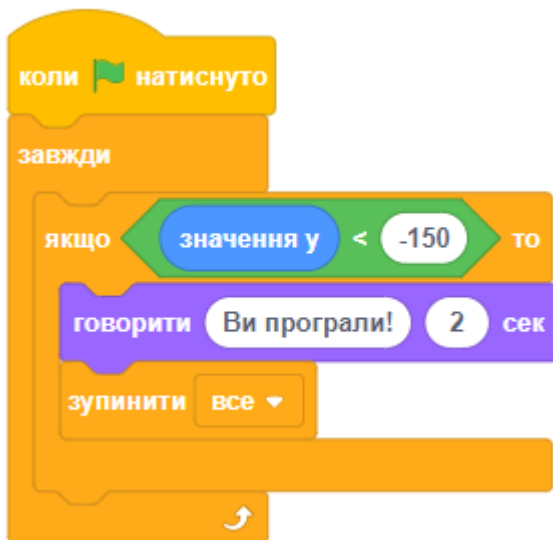 коли натиснуто
завжди
якщо значення y < -150 то
говорити Ви програли! 2 сек
зупинити все